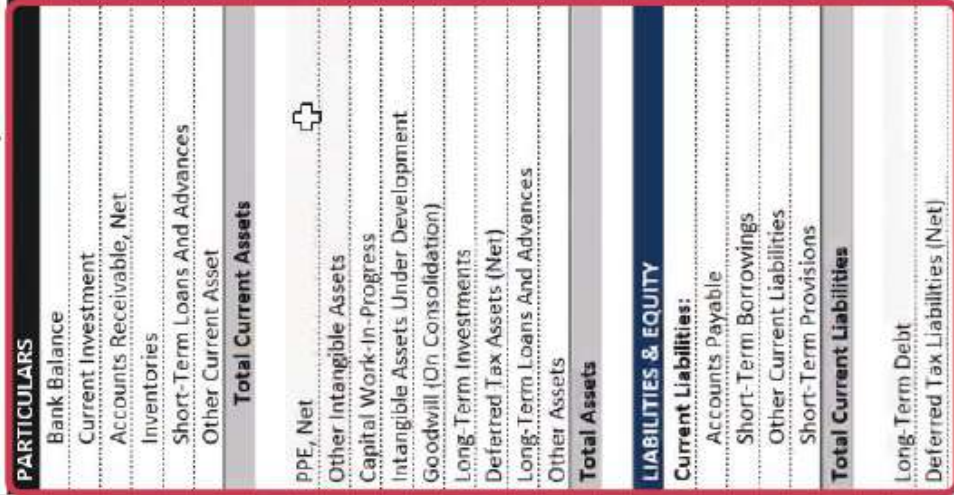 PARTICULARS
Bank Balance
Current Investment
Accounts Receivable, Net
Inventories
Short-Term Loans And Advances
Other Current Asset
Total Current Assets
PPE, Net
Other Intangible Assets
Capital Work-In-Progress
Intangible Assets Under Development
Goodwill (On Consolidation)
Long-Term Investments
Deferred Tax Assets (Net)
Long-Term Loans And Advances
Other Assets
Total Assets
LIABILITIES & EQUITY
Current Liabilities:
Accounts Payable
Short-Term Borrowings
Other Current Liabilities
Short-Term Provisions
Total Current Liabilities
Long-Term Debt
Deferred Tax Liabilities (Net)